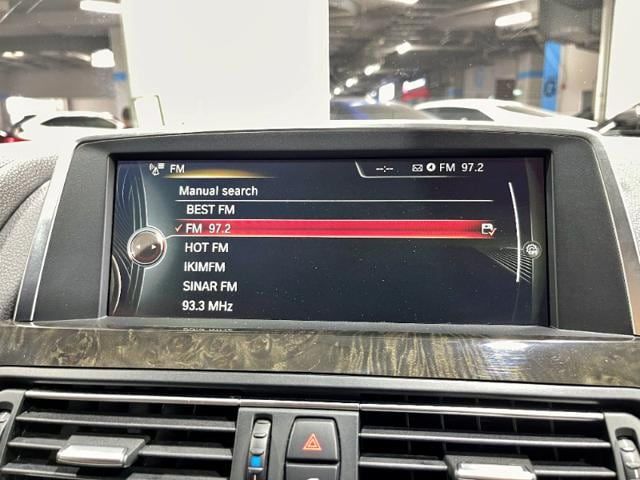 FM --:-- FM 97.2
Manual search
BEST FM
FM 97.2
HOT FM
IKIMFM
SINAR FM
93.3 MHz